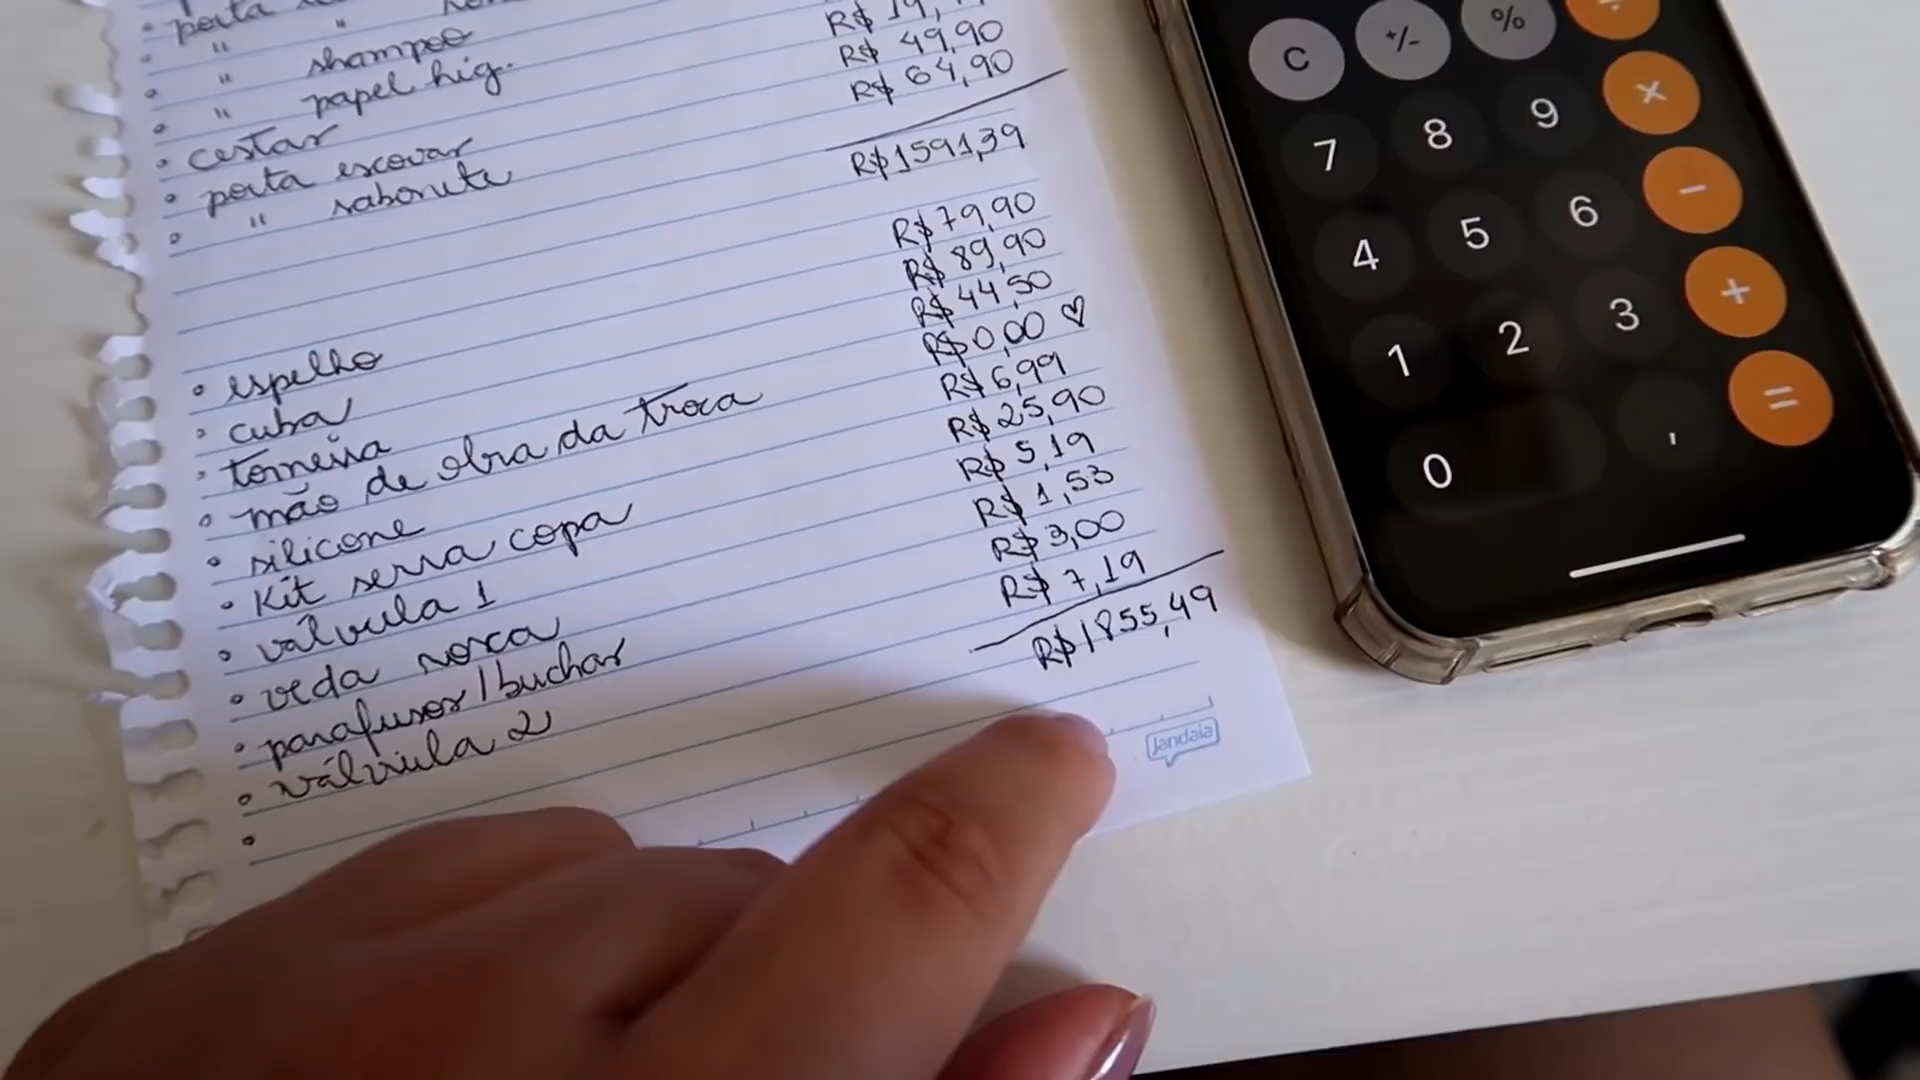 • porta
• " "
• " shampoo R$ 19,
• " papel hig. R$ 49,90
• cestas R$ 64,90
• porta escovas
• " sabonete R$1591,39
• espelho R$79,90
• cuba R$ 89,90
• torneira R$ 44,50
• mão de obra da troca R$0,00 ♡
• silicone R$6,99
• Kit serra copa R$25,90
• válvula 1 R$ 5,19
• veda rosca R$ 1,53
• parafusos/buchas R$ 3,00
• válvula 2 R$ 7,19
• R$1855,49
Jandaia
C +/- % ÷
7 8 9 ×
4 5 6 −
1 2 3 +
0 , =